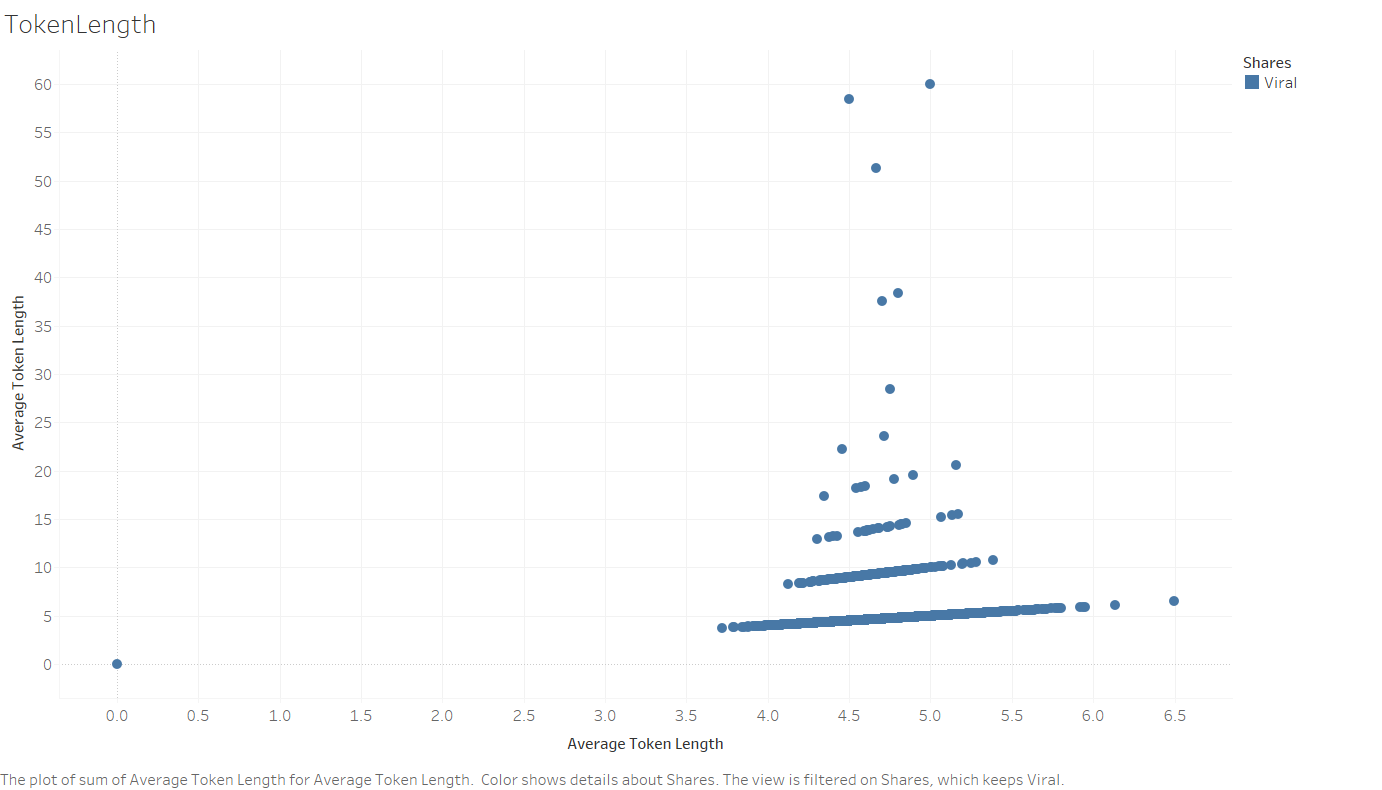 TokenLength
Shares
Viral
60
55
50
45
40
35
30
25
20
15
10
5
0
Average Token Length
0.0 0.5 1.0 1.5 2.0 2.5 3.0 3.5 4.0 4.5 5.0 5.5 6.0 6.5
Average Token Length
The plot of sum of Average Token Length for Average Token Length.  Color shows details about Shares. The view is filtered on Shares, which keeps Viral.